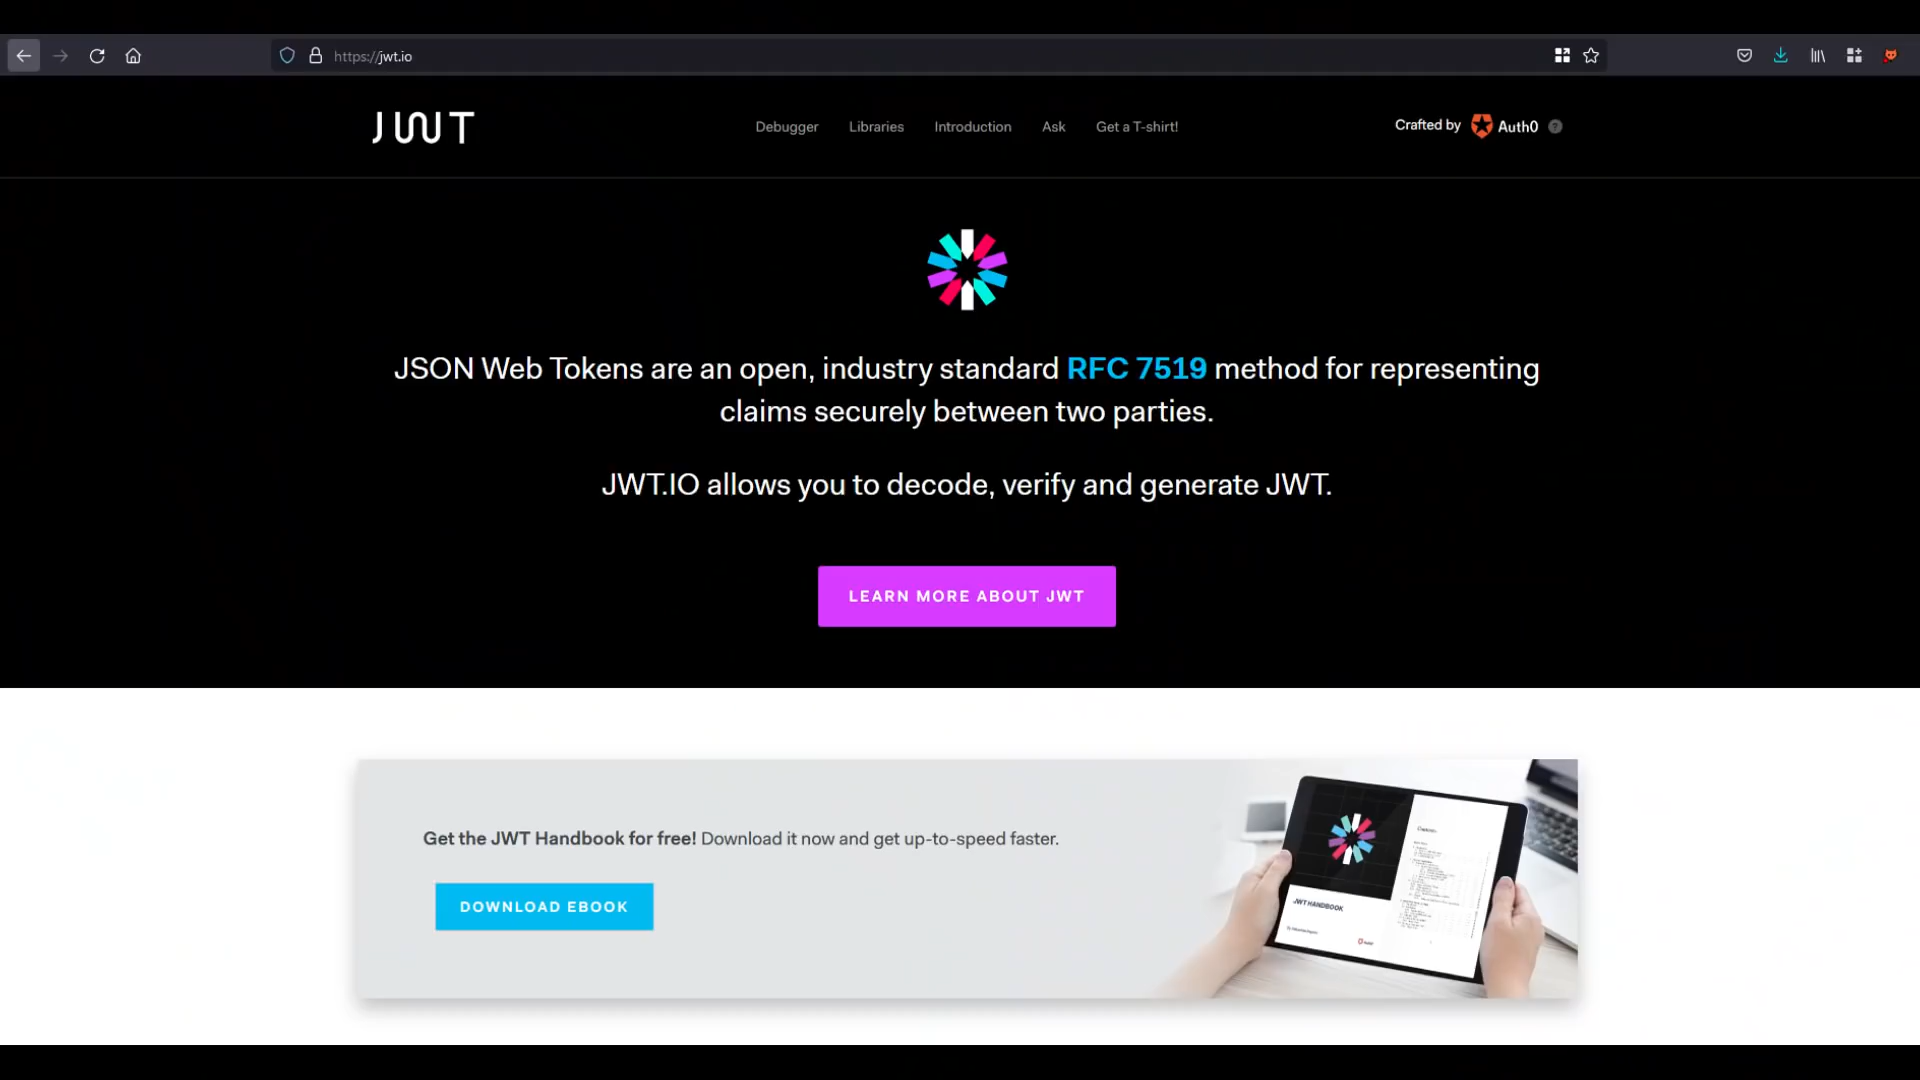 https://jwt.io
JWT
Debugger
Libraries
Introduction
Ask
Get a T-shirt!
Crafted by
Auth0
?
JSON Web Tokens are an open, industry standard RFC 7519 method for representing
claims securely between two parties.
JWT.IO allows you to decode, verify and generate JWT.
LEARN MORE ABOUT JWT
Get the JWT Handbook for free! Download it now and get up-to-speed faster.
DOWNLOAD EBOOK
JWT HANDBOOK